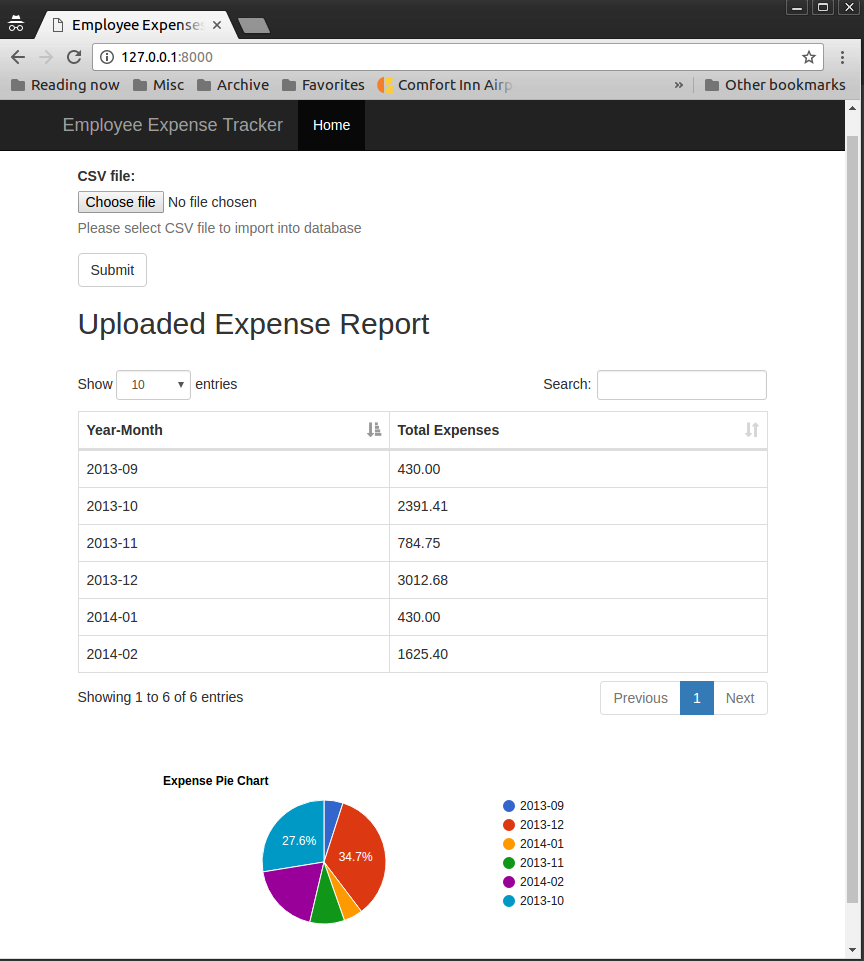 Employee Expense
127.0.0.1:8000
Reading now Misc Archive Favorites Comfort Inn Airp » Other bookmarks
Employee Expense Tracker Home
CSV file:
Choose file No file chosen
Please select CSV file to import into database
Submit
Uploaded Expense Report
Show 10 entries Search:
Year-Month Total Expenses
2013-09 430.00
2013-10 2391.41
2013-11 784.75
2013-12 3012.68
2014-01 430.00
2014-02 1625.40
Showing 1 to 6 of 6 entries Previous 1 Next
Expense Pie Chart
27.6%
34.7%
2013-09
2013-12
2014-01
2013-11
2014-02
2013-10